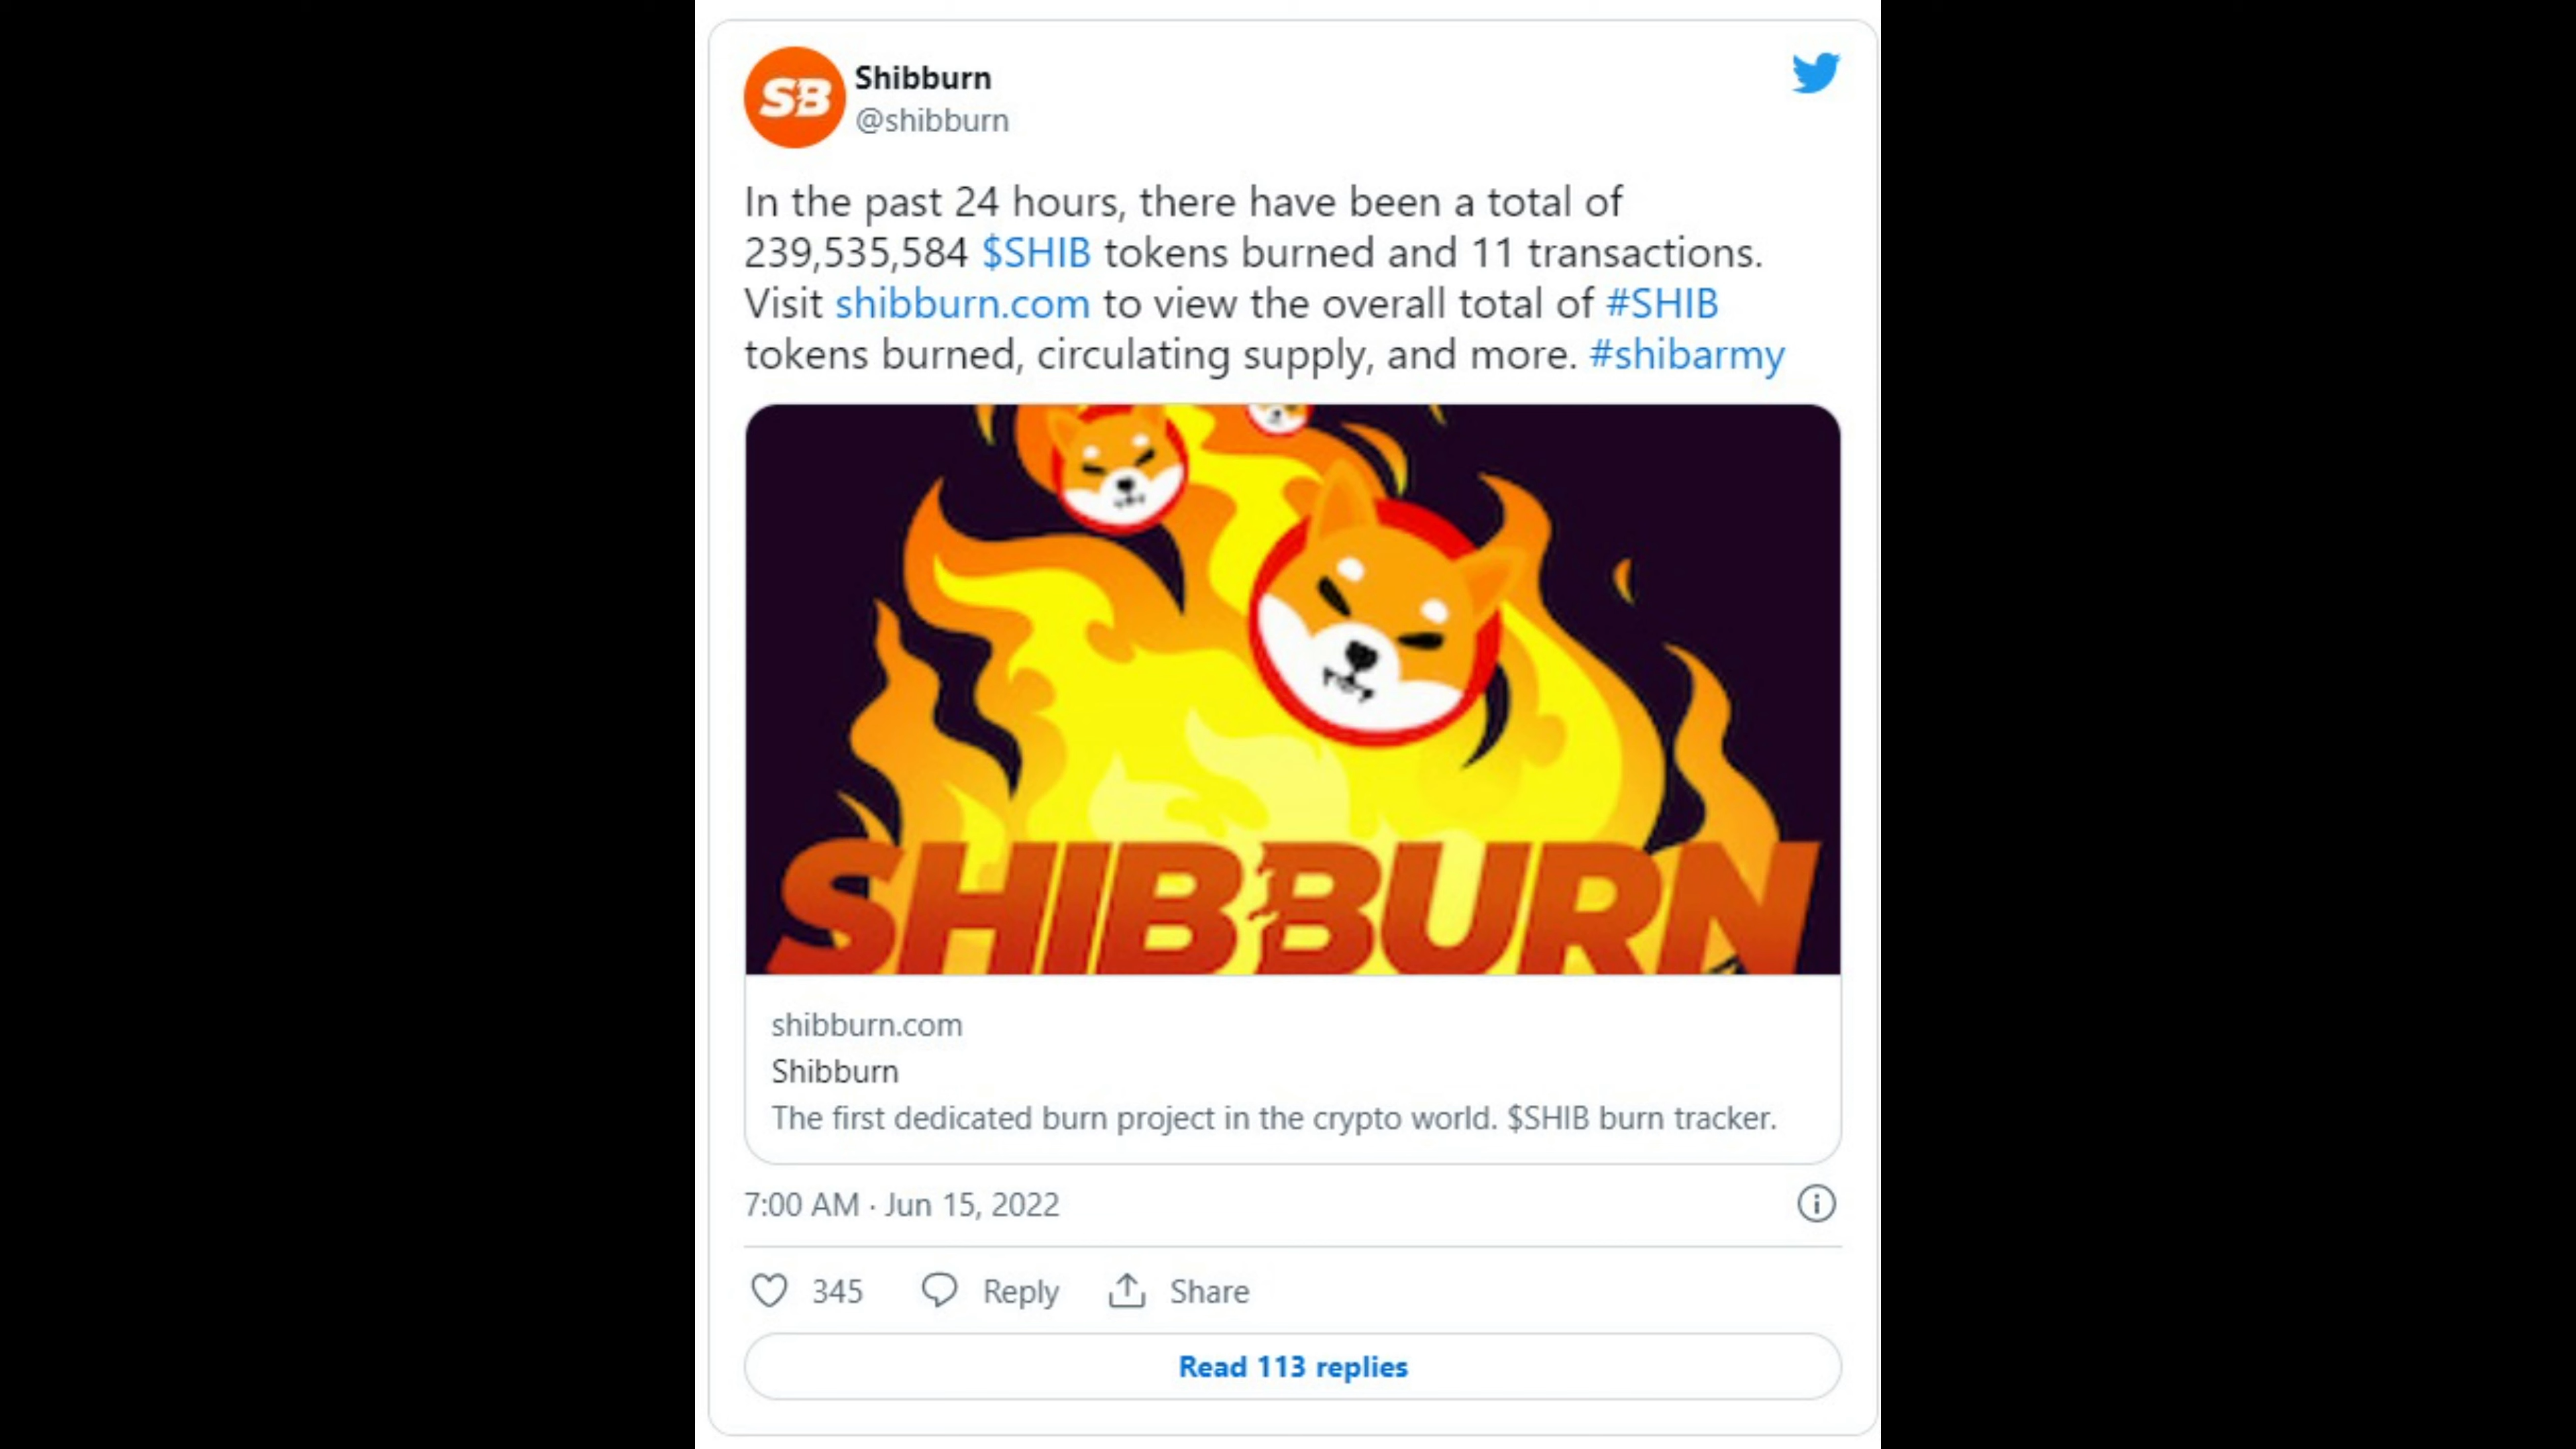 SB
Shibburn
@shibburn
In the past 24 hours, there have been a total of
239,535,584 $SHIB tokens burned and 11 transactions.
Visit shibburn.com to view the overall total of #SHIB
tokens burned, circulating supply, and more. #shibarmy
SHIBBURN
shibburn.com
Shibburn
The first dedicated burn project in the crypto world. $SHIB burn tracker.
7:00 AM · Jun 15, 2022
345 Reply Share
Read 113 replies